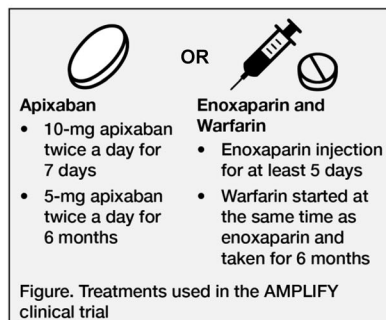 OR
Apixaban
• 10-mg apixaban
twice a day for
7 days
• 5-mg apixaban
twice a day for
6 months
Enoxaparin and
Warfarin
• Enoxaparin injection
for at least 5 days
• Warfarin started at
the same time as
enoxaparin and
taken for 6 months
Figure. Treatments used in the AMPLIFY
clinical trial